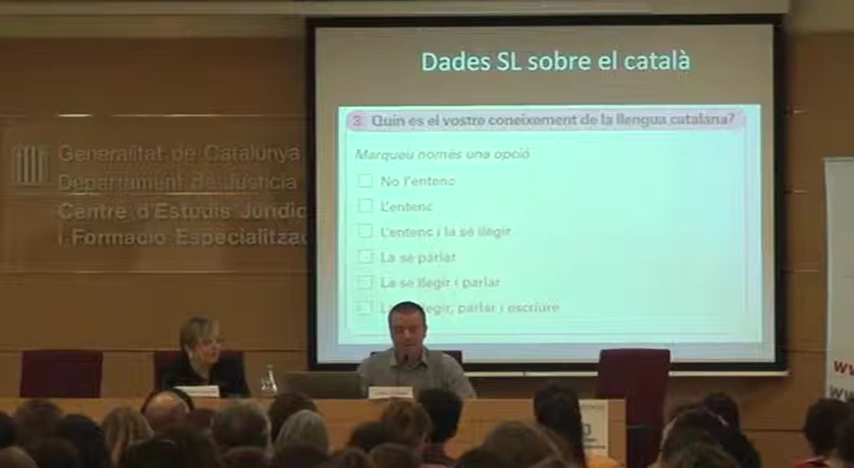 Dades SL sobre el català
3. Quin és el vostre coneixement de la llengua catalana?
Marqueu només una opció
No l'entenc
L'entenc
L'entenc i la sé llegir
La sé parlar
La sé llegir i parlar
llegir, parlar i escriure
Generalitat de Catalunya
Departament de Justícia
Centre d'Estudis Jurídic
i Formació Especialitzad